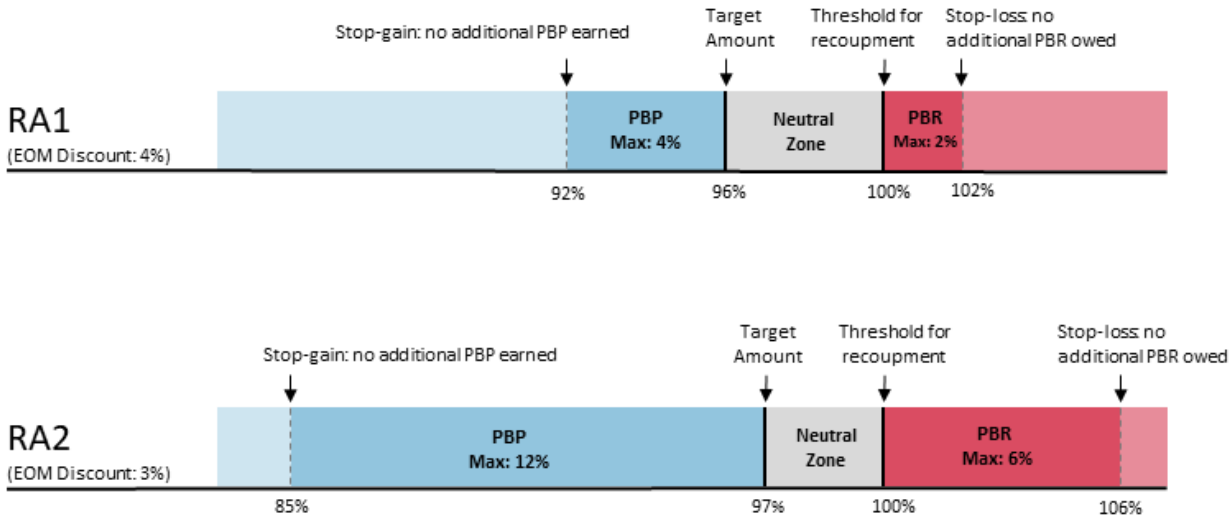 Stop-gain: no additional PBP earned
Target
Amount
Threshold for
recoupment
Stop-loss: no
additional PBR owed
RA1
(EOM Discount: 4%)
PBP
Max: 4%
Neutral
Zone
PBR
Max: 2%
92%
96%
100%
102%
Stop-gain: no additional PBP earned
Target
Amount
Threshold for
recoupment
Stop-loss: no
additional PBR owed
RA2
(EOM Discount: 3%)
PBP
Max: 12%
Neutral
Zone
PBR
Max: 6%
85%
97%
100%
106%